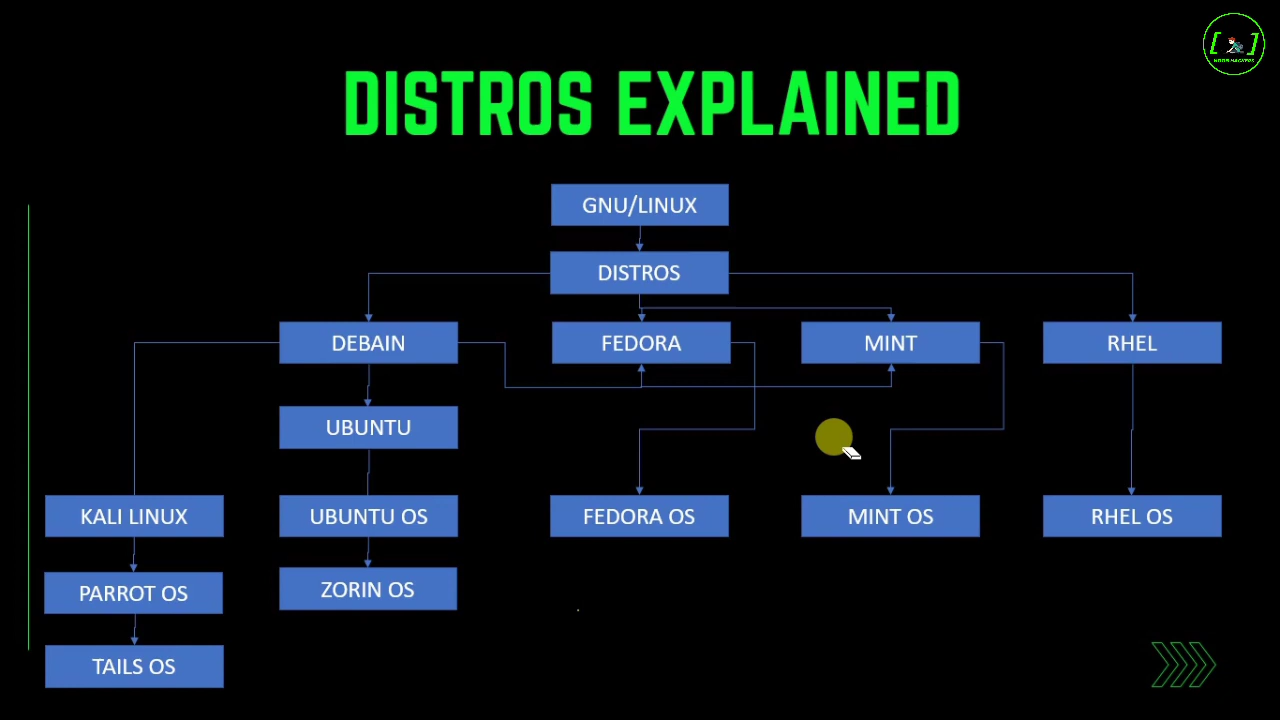 DISTROS EXPLAINED
GNU/LINUX
DISTROS
DEBAIN
FEDORA
MINT
RHEL
UBUNTU
KALI LINUX
UBUNTU OS
FEDORA OS
MINT OS
RHEL OS
PARROT OS
ZORIN OS
TAILS OS